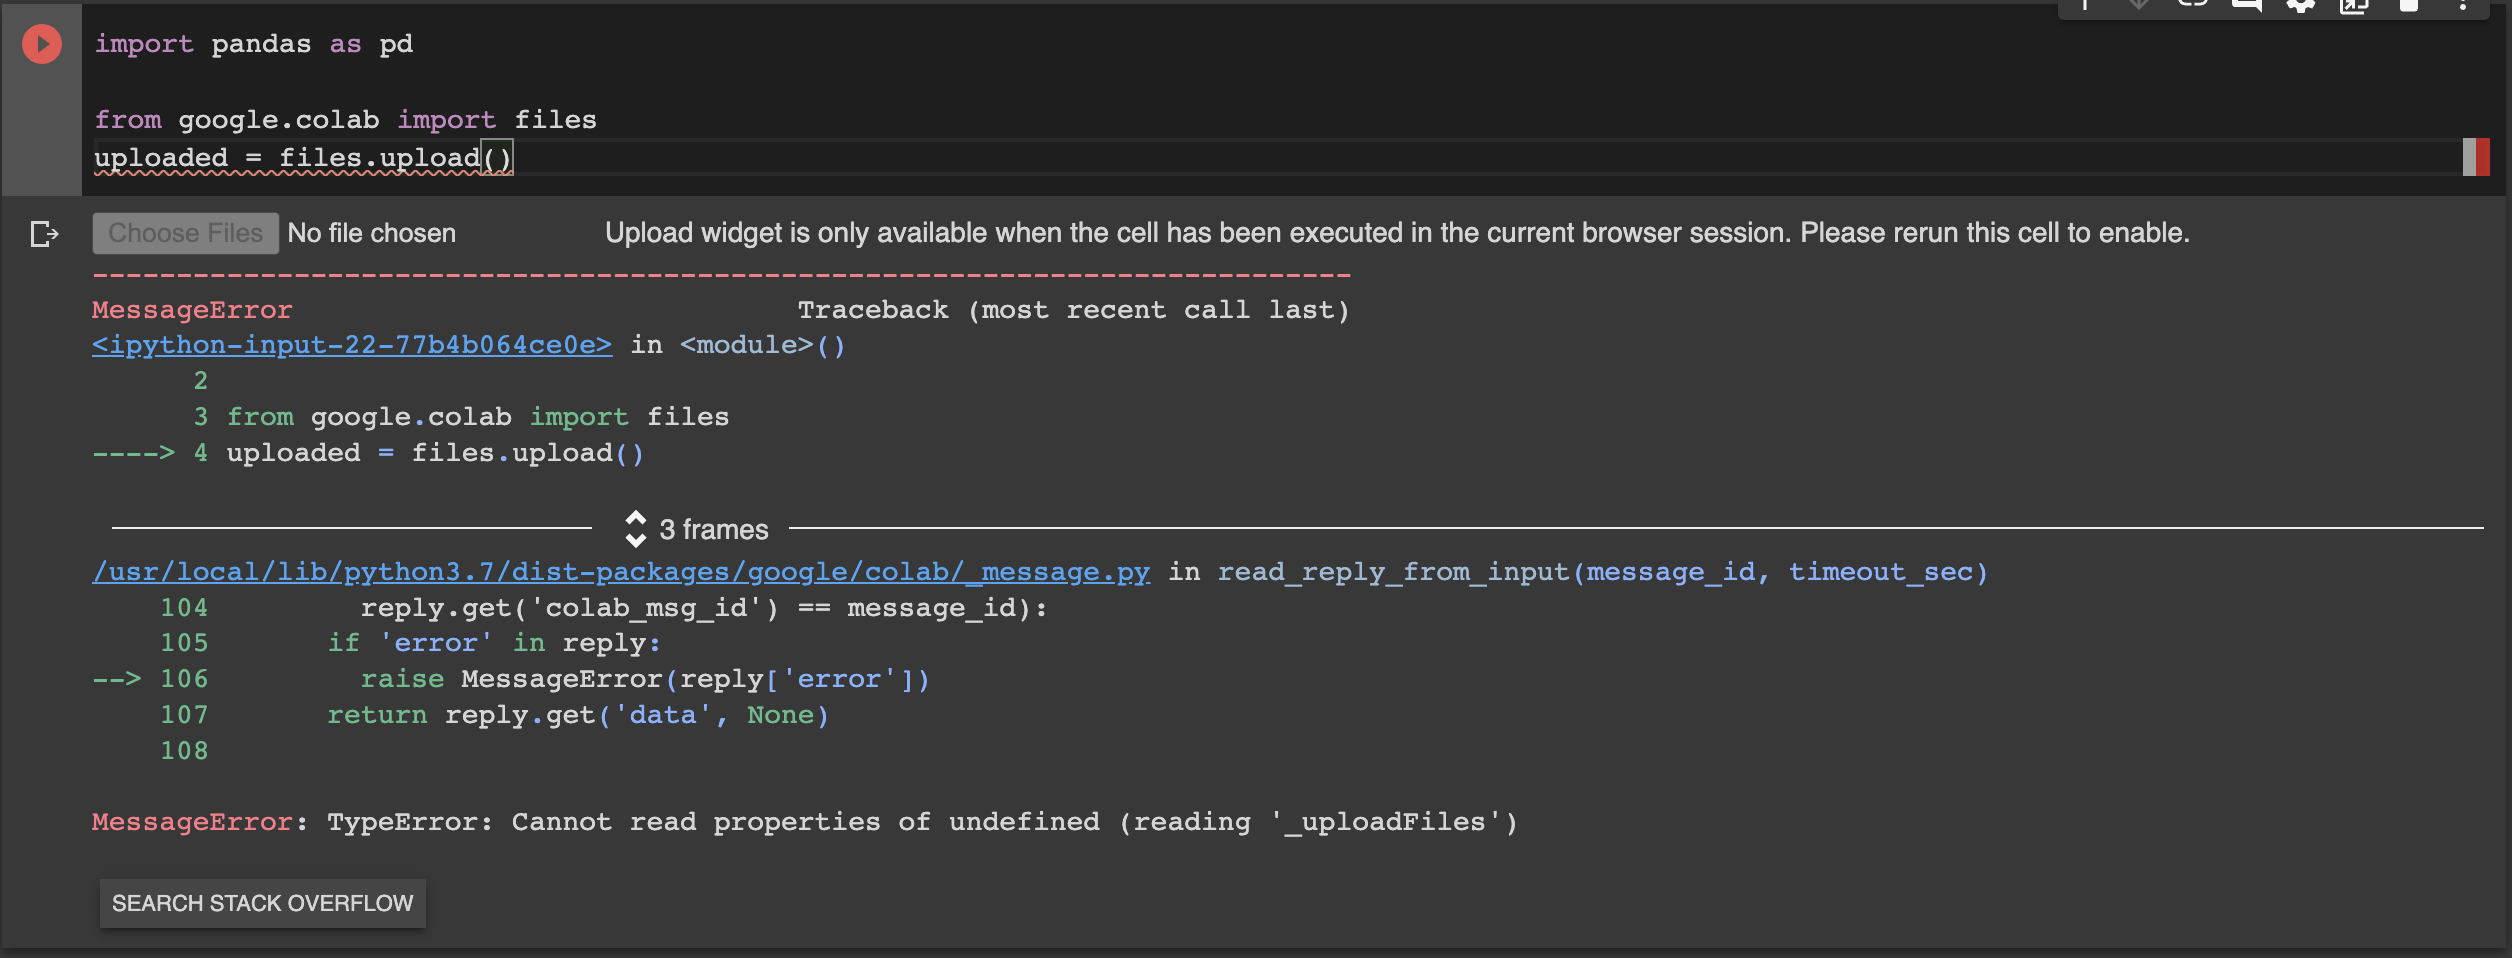 import pandas as pd
from google.colab import files
uploaded = files.upload()
Choose Files No file chosen Upload widget is only available when the cell has been executed in the current browser session. Please rerun this cell to enable.
---------------------------------------------------------------------------
MessageError Traceback (most recent call last)
<ipython-input-22-77b4b064ce0e> in <module>()
2
3 from google.colab import files
----> 4 uploaded = files.upload()
3 frames
/usr/local/lib/python3.7/dist-packages/google/colab/_message.py in read_reply_from_input(message_id, timeout_sec)
104 reply.get('colab_msg_id') == message_id):
105 if 'error' in reply:
--> 106 raise MessageError(reply['error'])
107 return reply.get('data', None)
108
MessageError: TypeError: Cannot read properties of undefined (reading '_uploadFiles')
SEARCH STACK OVERFLOW